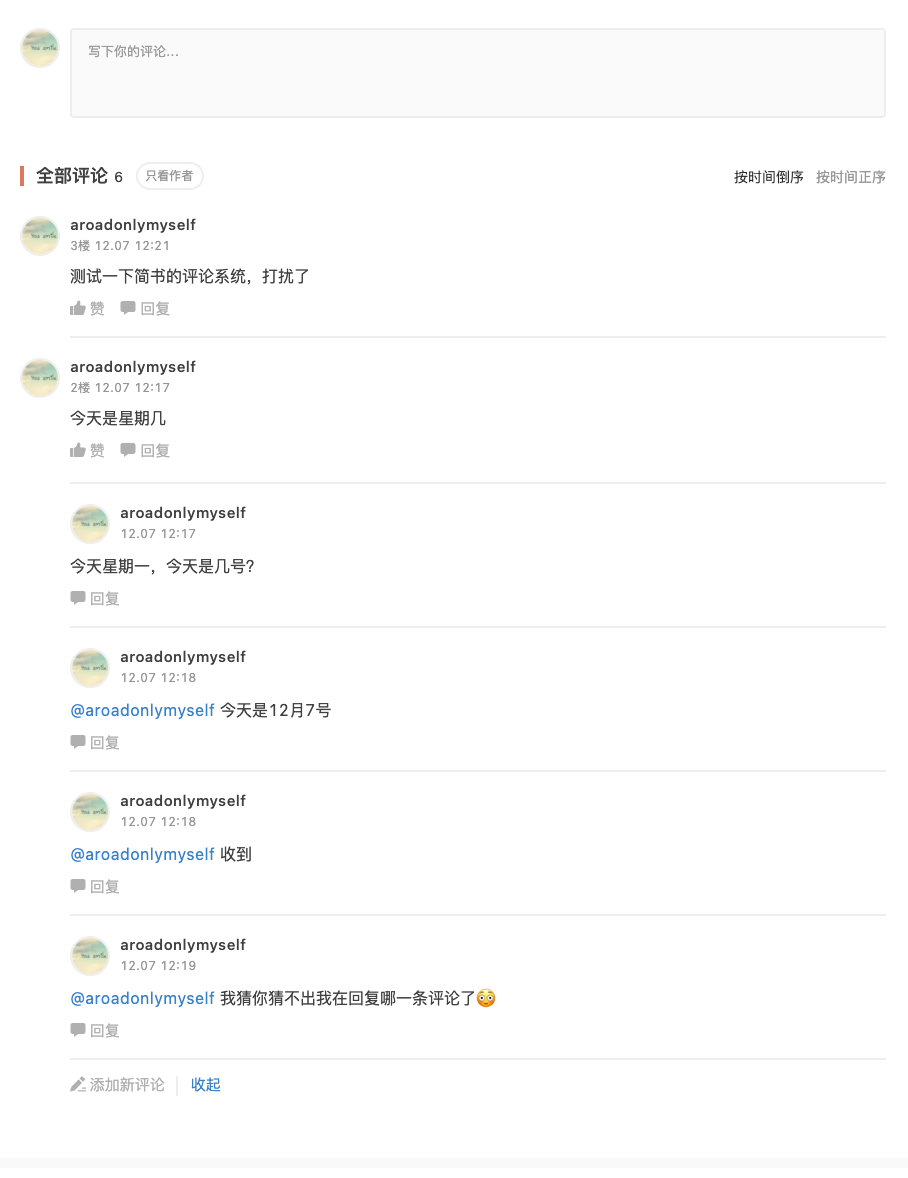 写下你的评论...
全部评论 6 只看作者 按时间倒序 按时间正序
aroadonlymyself
3楼 12.07 12:21
测试一下简书的评论系统，打扰了
赞 回复
aroadonlymyself
2楼 12.07 12:17
今天是星期几
赞 回复
aroadonlymyself
12.07 12:17
今天星期一，今天是几号?
回复
aroadonlymyself
12.07 12:18
@aroadonlymyself 今天是12月7号
回复
aroadonlymyself
12.07 12:18
@aroadonlymyself 收到
回复
aroadonlymyself
12.07 12:19
@aroadonlymyself 我猜你猜不出我在回复哪一条评论了😳
回复
添加新评论 收起